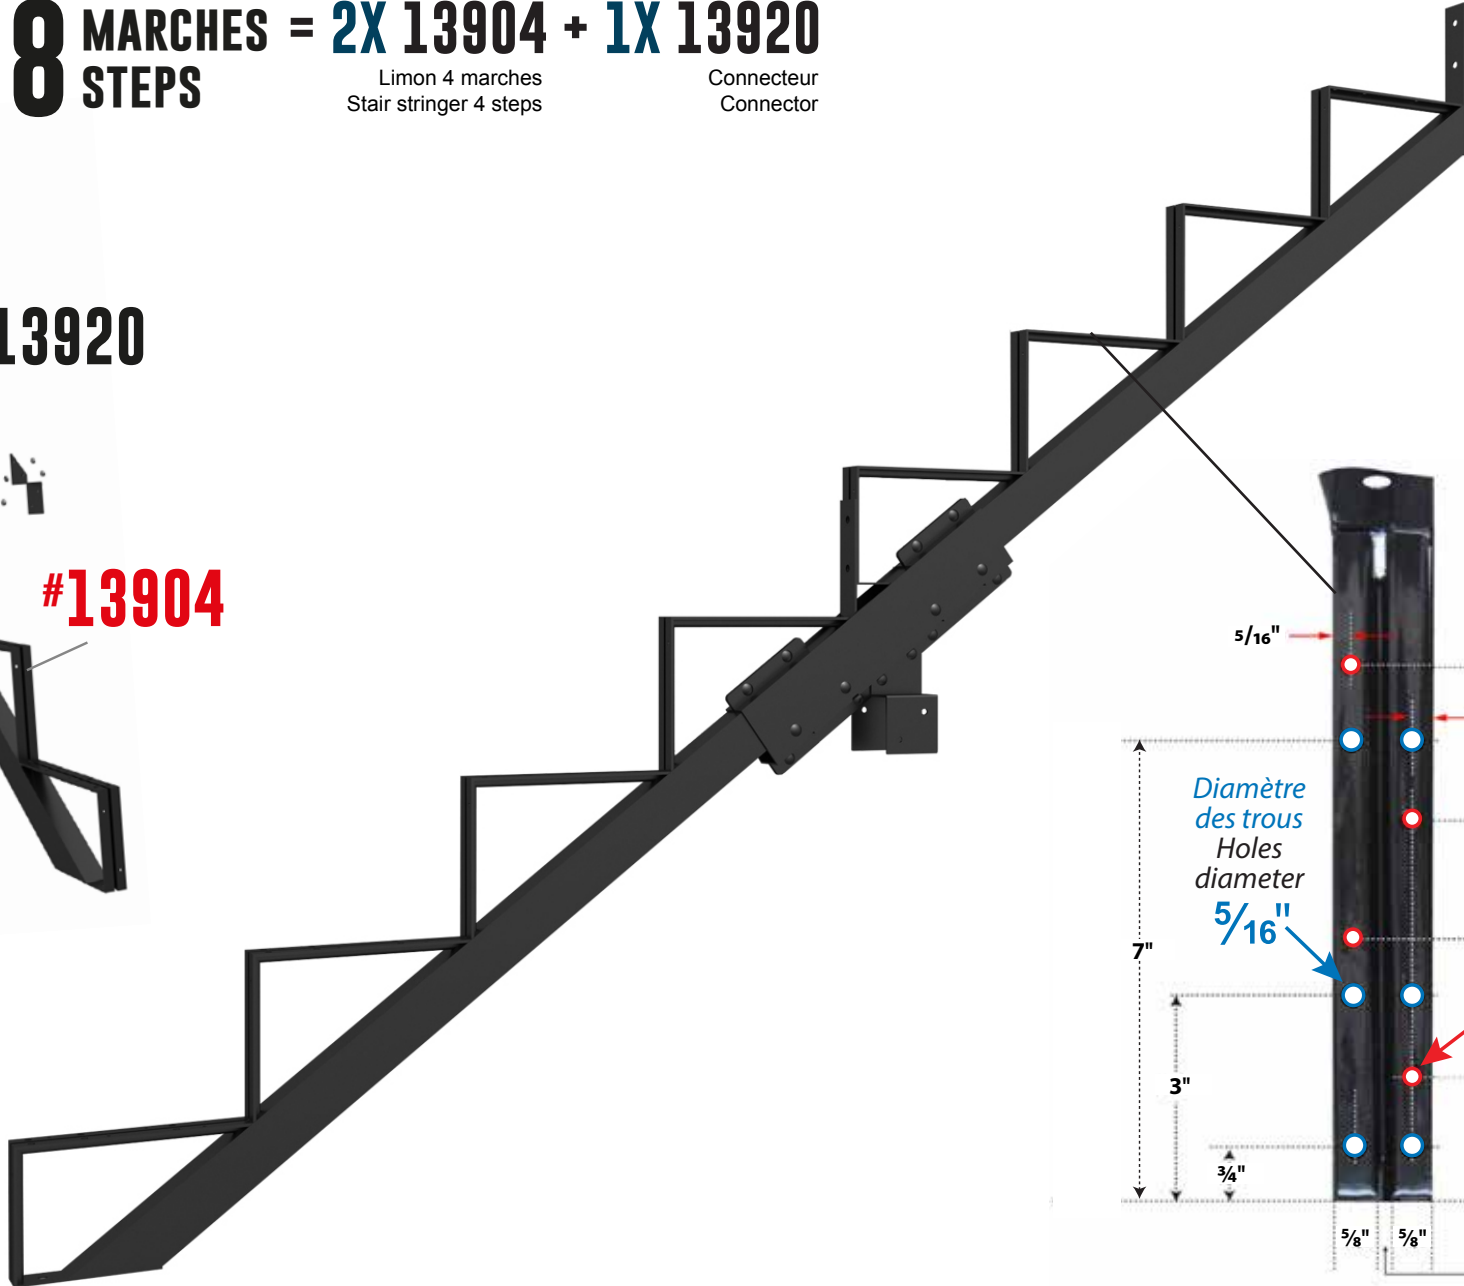 8 MARCHES = 2X 13904 + 1X 13920
STEPS
Limon 4 marches
Stair stringer 4 steps
Connecteur
Connector
13920
#13904
5/16"
Diamètre
des trous
Holes
diameter
5/16"
7"
3"
3/4"
5/8" 5/8"